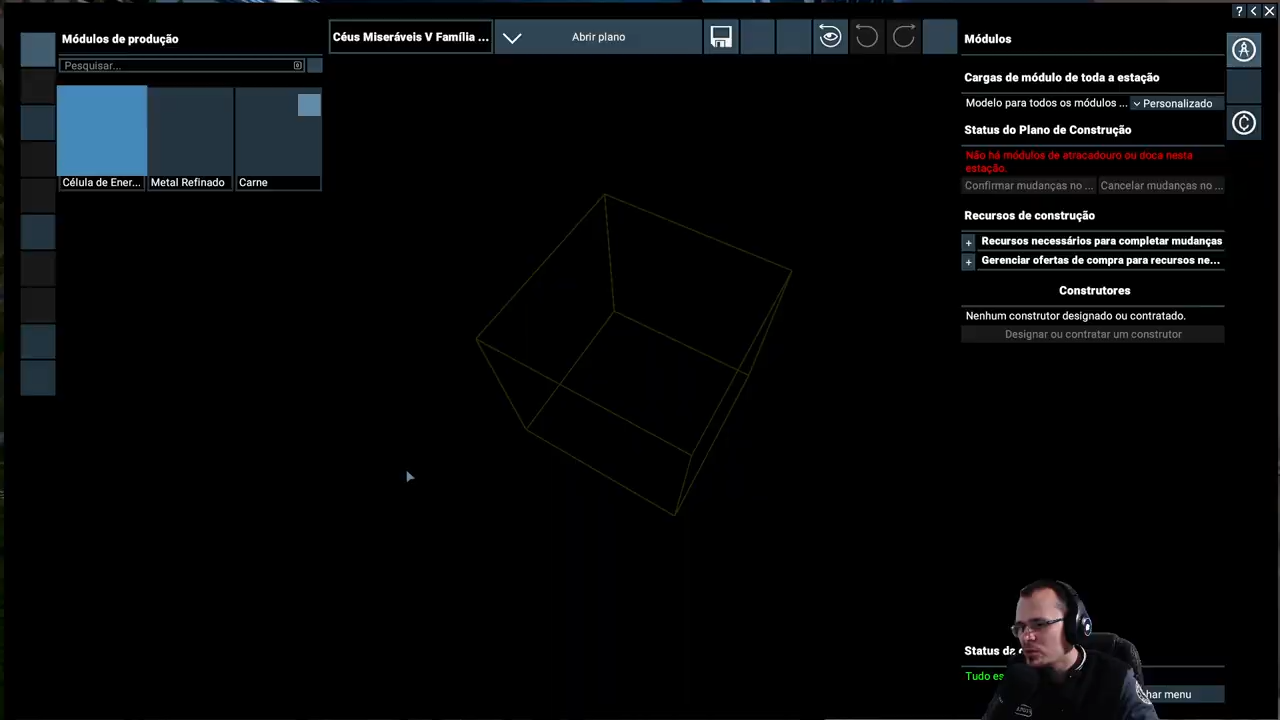 Módulos de produção
Pesquisar...
Célula de Ener...
Metal Refinado
Carne
Céus Miseráveis V Família ...
Abrir plano
Módulos
Cargas de módulo de toda a estação
Modelo para todos os módulos ...
Personalizado
Status do Plano de Construção
Não há módulos de atracadouro ou doca nesta
estação.
Confirmar mudanças no ...
Cancelar mudanças no ...
Recursos de construção
+ Recursos necessários para completar mudanças
+ Gerenciar ofertas de compra para recursos ne...
Construtores
Nenhum construtor designado ou contratado.
Designar ou contratar um construtor
Status da
Tudo es
har menu